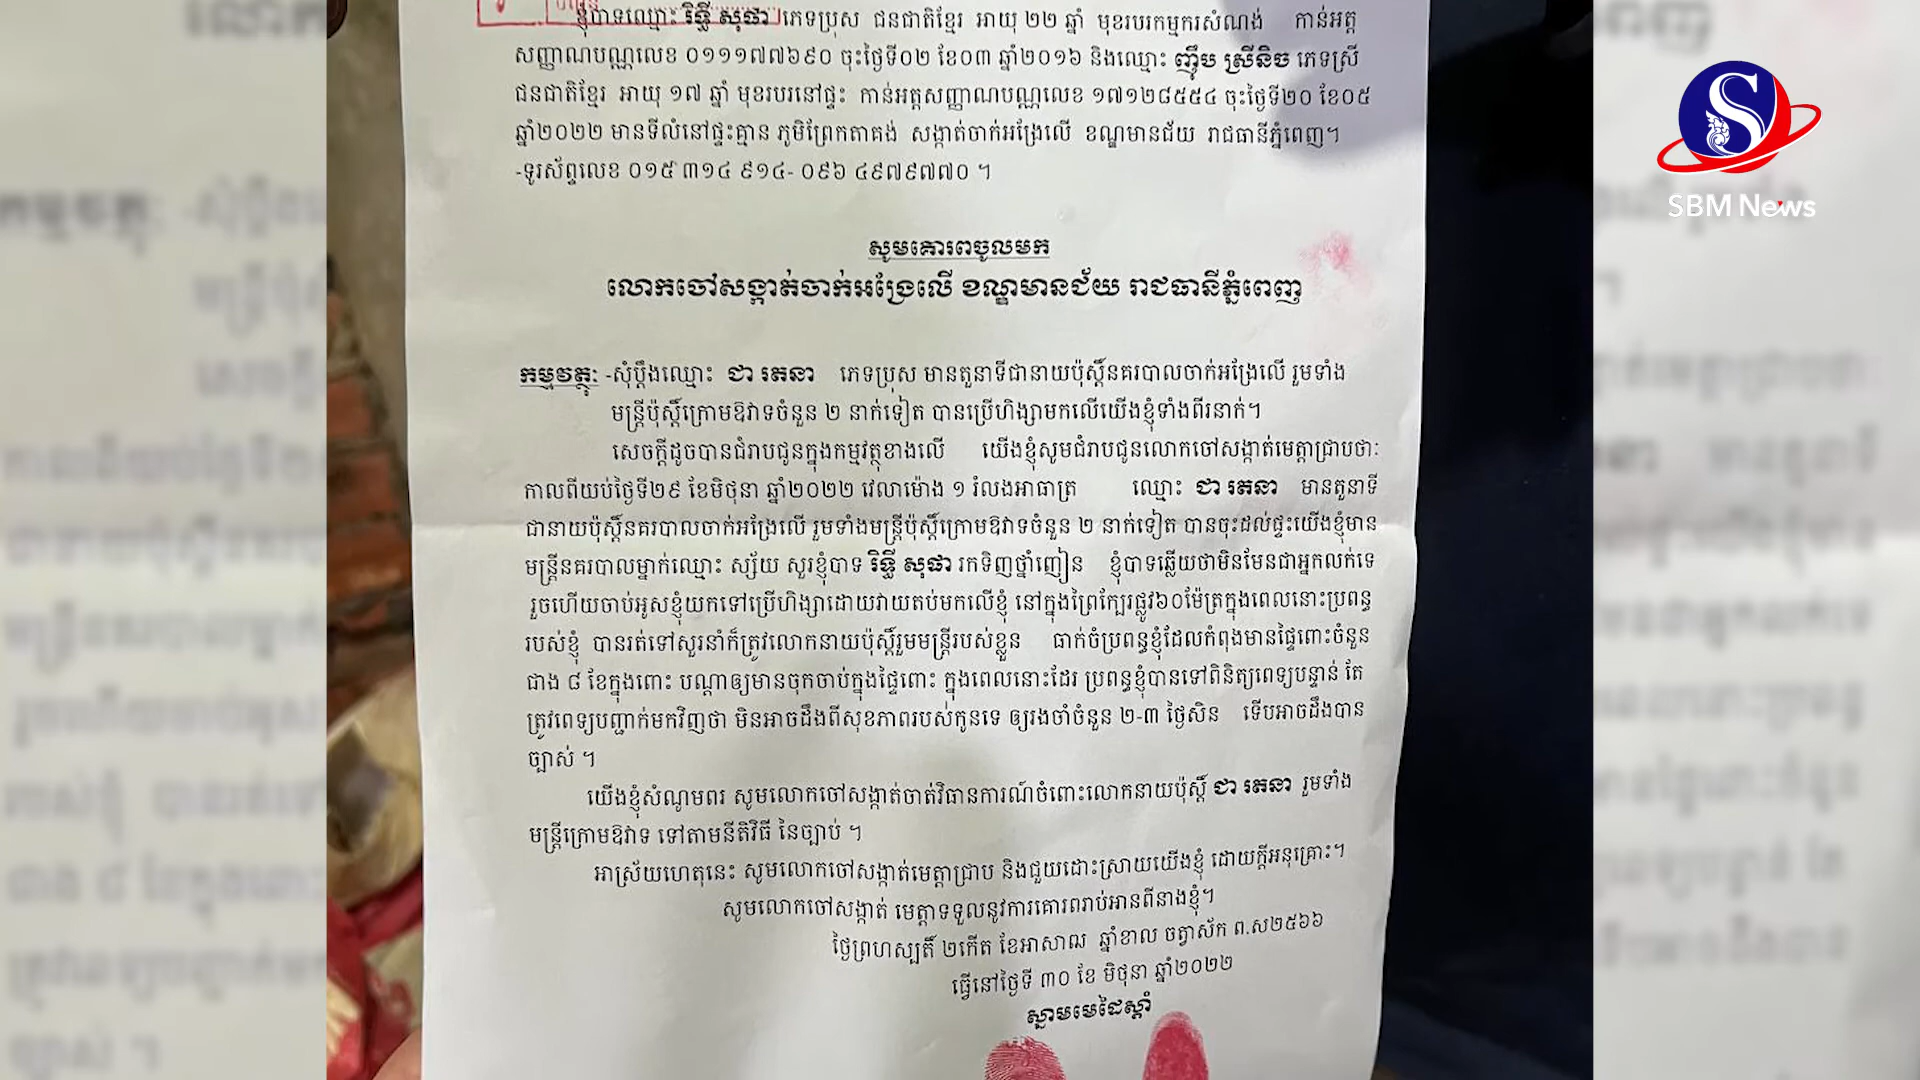 ខ្ញុំបាទឈ្មោះ រិទ្ធី សុផា ភេទប្រុស ជនជាតិខ្មែរ អាយុ ២២ ឆ្នាំ មុខរបរកម្មករសំណង់ កាន់អត្ត
សញ្ញាណបណ្ណលេខ ០១១១៧៧៦៩០ ចុះថ្ងៃទី០២ ខែ០៣ ឆ្នាំ២០១៦ និងឈ្មោះ ញ៉ឹប ស្រីនិច ភេទស្រី
ជនជាតិខ្មែរ អាយុ ១៧ ឆ្នាំ មុខរបរនៅផ្ទះ កាន់អត្តសញ្ញាណបណ្ណលេខ ១៧១២៨៥៥៤ ចុះថ្ងៃទី២០ ខែ០៥
ឆ្នាំ២០២២ មានទីលំនៅផ្ទះគ្មាន ភូមិព្រែកតាគង់ សង្កាត់ចាក់អង្រែលើ ខណ្ឌមានជ័យ រាជធានីភ្នំពេញ។
-ទូរស័ព្ទលេខ ០១៥ ៣១៤ ៩១៤- ០៩៦ ៤៩៧៩៧៧០ ។
សូមគោរពចូលមក
លោកចៅសង្កាត់ចាក់អង្រែលើ ខណ្ឌមានជ័យ រាជធានីភ្នំពេញ
កម្មវត្ថុ: -សុំប្តឹងឈ្មោះ ជា រតនា ភេទប្រុស មានតួនាទីជានាយប៉ុស្តិ៍នគរបាលចាក់អង្រែលើ រួមទាំង
មន្ត្រីប៉ុស្តិ៍ក្រោមឱវាទចំនួន ២ នាក់ទៀត បានប្រើហិង្សាមកលើយើងខ្ញុំទាំងពីរនាក់។
សេចក្តីដូចបានជំរាបជូនក្នុងកម្មវត្ថុខាងលើ យើងខ្ញុំសូមជំរាបជូនលោកចៅសង្កាត់មេត្តាជ្រាបថាៈ
កាលពីយប់ថ្ងៃទី២៩ ខែមិថុនា ឆ្នាំ២០២២ វេលាម៉ោង ១ រំលងអាធាត្រ ឈ្មោះ ជា រតនា មានតួនាទី
ជានាយប៉ុស្តិ៍នគរបាលចាក់អង្រែលើ រួមទាំងមន្ត្រីប៉ុស្តិ៍ក្រោមឱវាទចំនួន ២ នាក់ទៀត បានចុះដល់ផ្ទះយើងខ្ញុំមាន
មន្ត្រីនគរបាលម្នាក់ឈ្មោះ ស្ស័យ សួរខ្ញុំបាទ រិទ្ធី សុផា រកទិញថ្នាំញៀន ខ្ញុំបាទឆ្លើយថាមិនមែនជាអ្នកលក់ទេ
រួចហើយចាប់អូសខ្ញុំយកទៅប្រើហិង្សាដោយវាយតប់មកលើខ្ញុំ នៅក្នុងព្រៃក្បែរផ្លូវ៦០ម៉ែត្រក្នុងពេលនោះប្រពន្ធ
របស់ខ្ញុំ បានរត់ទៅសួរនាំក៏ត្រូវលោកនាយប៉ុស្តិ៍រួមមន្ត្រីរបស់ខ្លួន ធាក់ចំប្រពន្ធខ្ញុំដែលកំពុងមានផ្ទៃពោះចំនួន
ជាង ៨ ខែក្នុងពោះ បណ្តាឲ្យមានចុកចាប់ក្នុងផ្ទៃពោះ ក្នុងពេលនោះដែរ ប្រពន្ធខ្ញុំបានទៅពិនិត្យពេទ្យបន្ទាន់ តែ
ត្រូវពេទ្យបញ្ជាក់មកវិញថា មិនអាចដឹងពីសុខភាពរបស់កូនទេ ឲ្យរងចាំចំនួន ២-៣ ថ្ងៃសិន ទើបអាចដឹងបាន
ច្បាស់ ។
យើងខ្ញុំសំណូមពរ សូមលោកចៅសង្កាត់ចាត់វិធានការណ៍ចំពោះលោកនាយប៉ុស្តិ៍ ជា រតនា រួមទាំង
មន្ត្រីក្រោមឱវាទ ទៅតាមនីតិវិធី នៃច្បាប់ ។
អាស្រ័យហេតុនេះ សូមលោកចៅសង្កាត់មេត្តាជ្រាប និងជួយដោះស្រាយយើងខ្ញុំ ដោយក្តីអនុគ្រោះ។
សូមលោកចៅសង្កាត់ មេត្តាទទួលនូវការគោរពរាប់អានពីនាងខ្ញុំ។
ថ្ងៃព្រហស្បតិ៍ ២កើត ខែអាសាឍ ឆ្នាំខាល ចត្វាស័ក ព.ស២៥៦៦
ធ្វើនៅថ្ងៃទី ៣០ ខែ មិថុនា ឆ្នាំ២០២២
ស្នាមមេដៃស្តាំ
SBM News